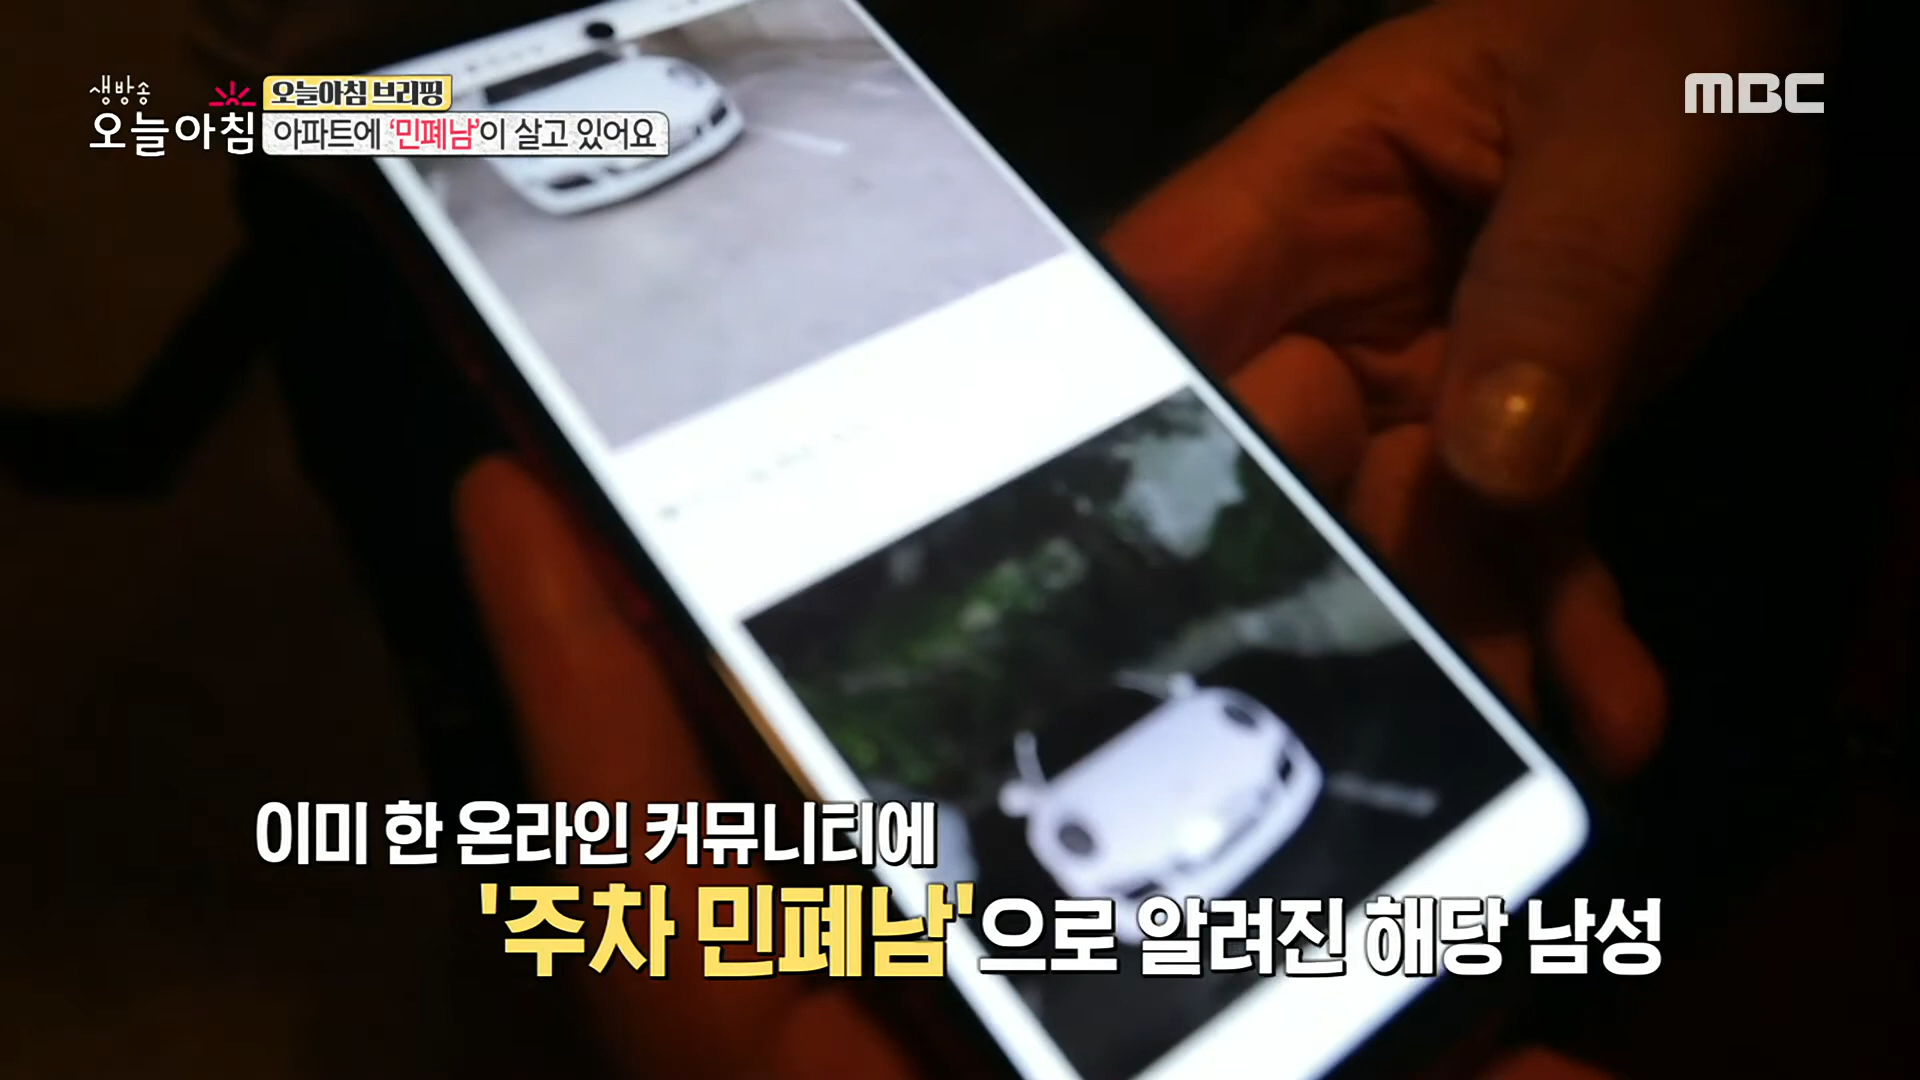 생방송
오늘아침
오늘아침 브리핑
아파트에 '민폐남'이 살고 있어요
MBC
이미 한 온라인 커뮤니티에
'주차 민폐남'으로 알려진 해당 남성